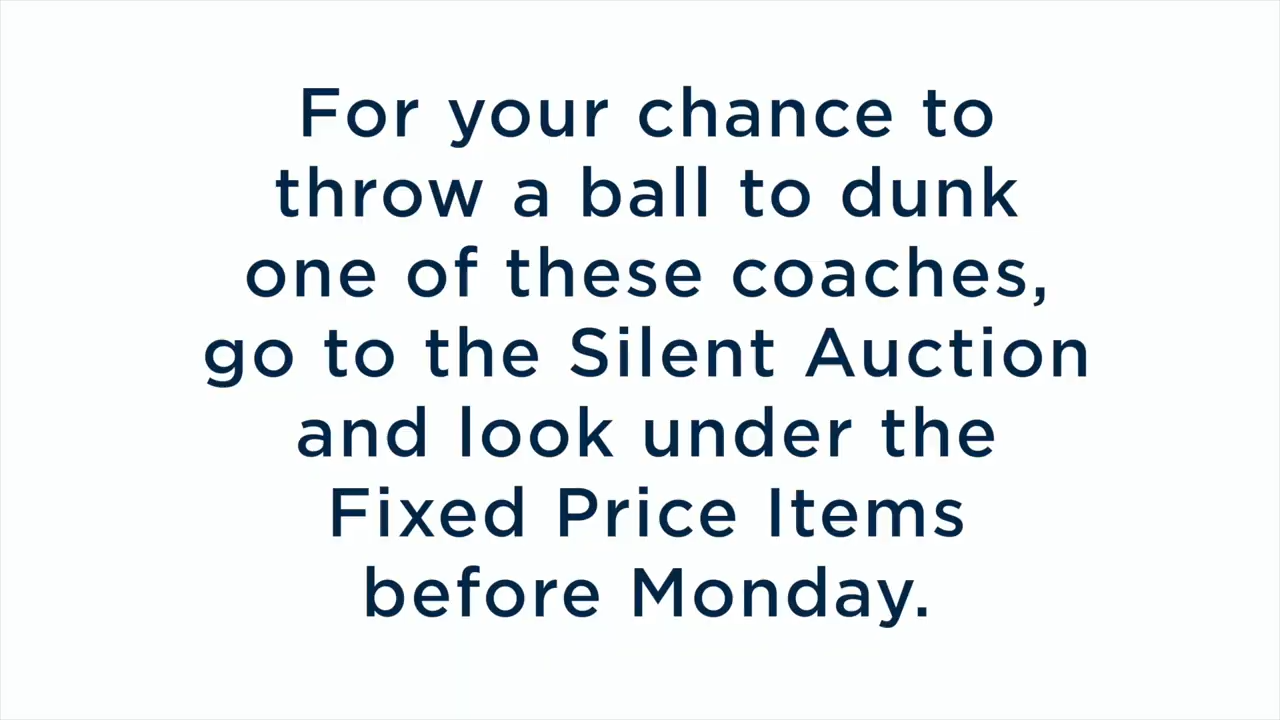 For your chance to
throw a ball to dunk
one of these coaches,
go to the Silent Auction
and look under the
Fixed Price Items
before Monday.